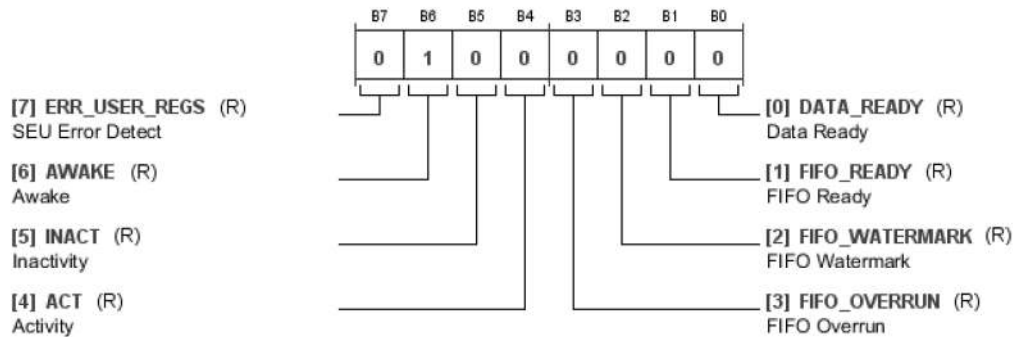 B7 B6 B5 B4 B3 B2 B1 B0
0 1 0 0 0 0 0 0
[7] ERR_USER_REGS (R)
SEU Error Detect
[6] AWAKE (R)
Awake
[5] INACT (R)
Inactivity
[4] ACT (R)
Activity
[0] DATA_READY (R)
Data Ready
[1] FIFO_READY (R)
FIFO Ready
[2] FIFO_WATERMARK (R)
FIFO Watermark
[3] FIFO_OVERRUN (R)
FIFO Overrun